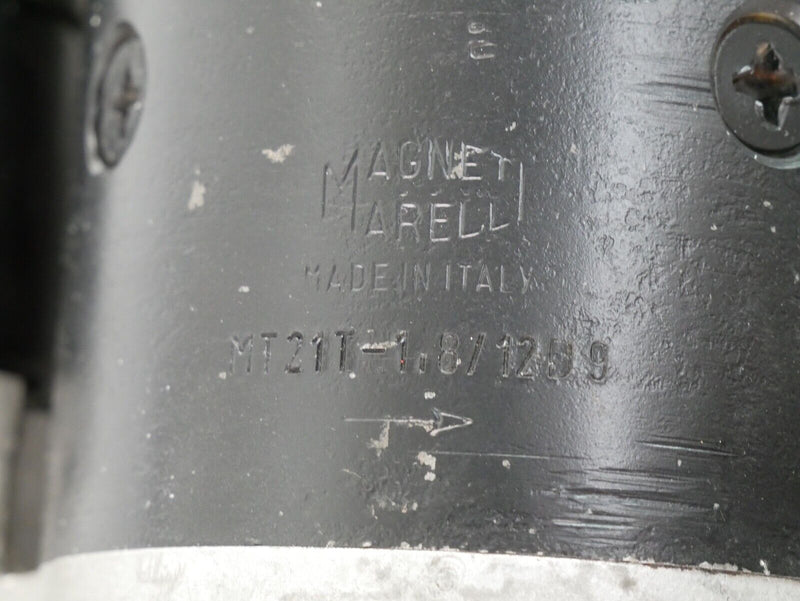 MAGNETI
MARELLI
MADE IN ITALY
MT21T-1.8/12D9